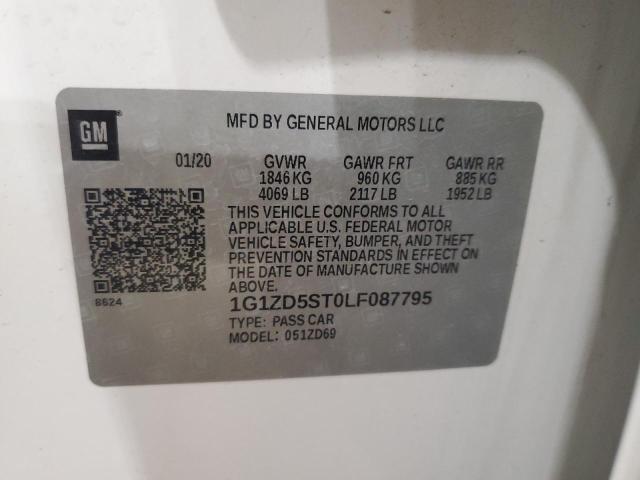 GM
MFD BY GENERAL MOTORS LLC
01/20 GVWR GAWR FRT GAWR RR
1846 KG 960 KG 885 KG
4069 LB 2117 LB 1952 LB
THIS VEHICLE CONFORMS TO ALL
APPLICABLE U.S. FEDERAL MOTOR
VEHICLE SAFETY, BUMPER, AND THEFT
PREVENTION STANDARDS IN EFFECT ON
THE DATE OF MANUFACTURE SHOWN
ABOVE.
8624
1G1ZD5ST0LF087795
TYPE: PASS CAR
MODEL: 051ZD69